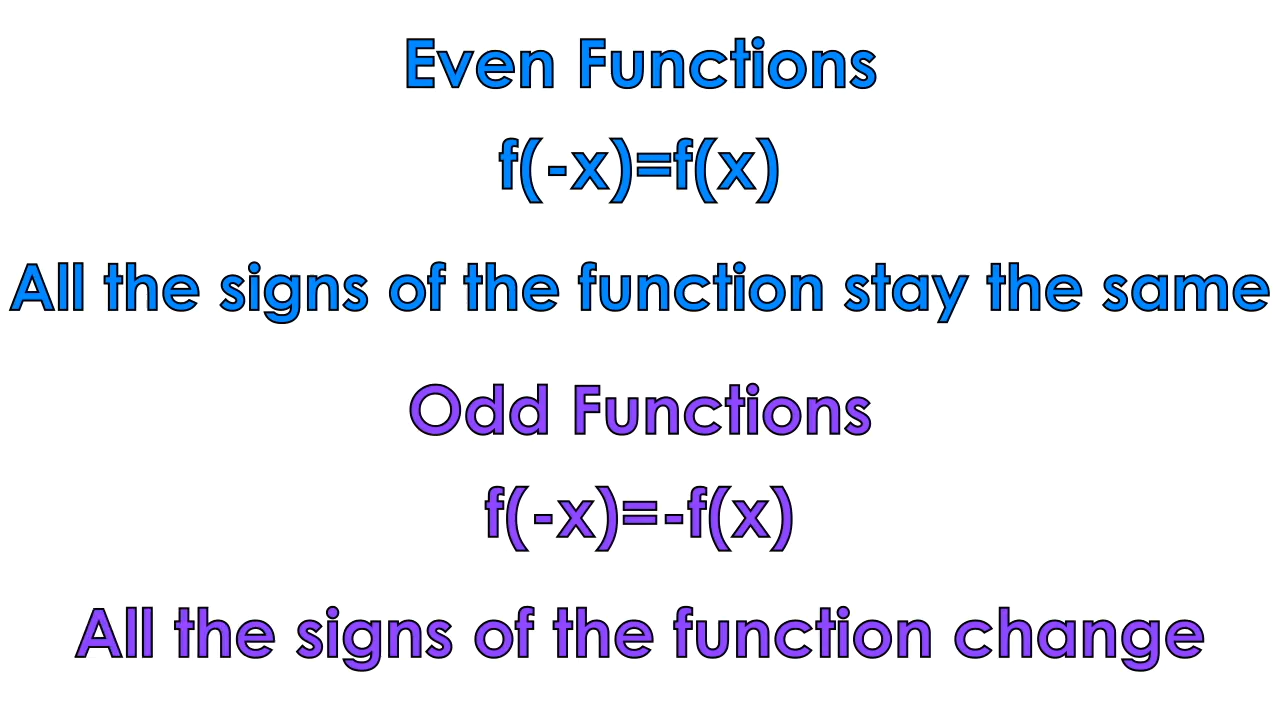 Even Functions
f(-x)=f(x)
All the signs of the function stay the same
Odd Functions
f(-x)=-f(x)
All the signs of the function change